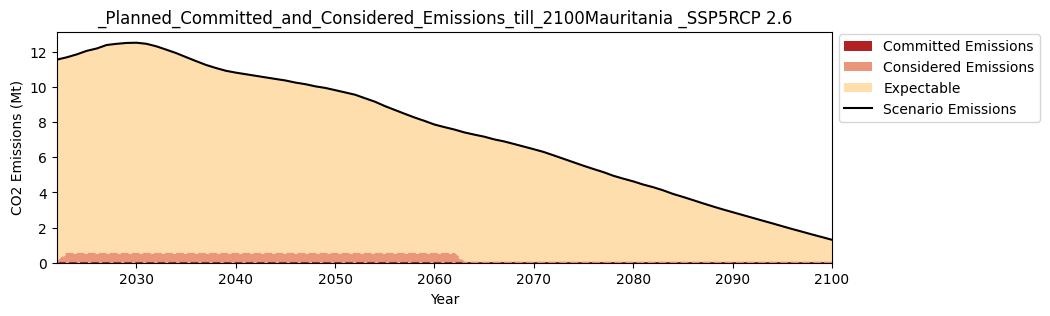 _Planned_Committed_and_Considered_Emissions_till_2100Mauritania _SSP5RCP 2.6
12
10
8
6
4
2
0
CO2 Emissions (Mt)
2030 2040 2050 2060 2070 2080 2090 2100
Year
Committed Emissions
Considered Emissions
Expectable
Scenario Emissions